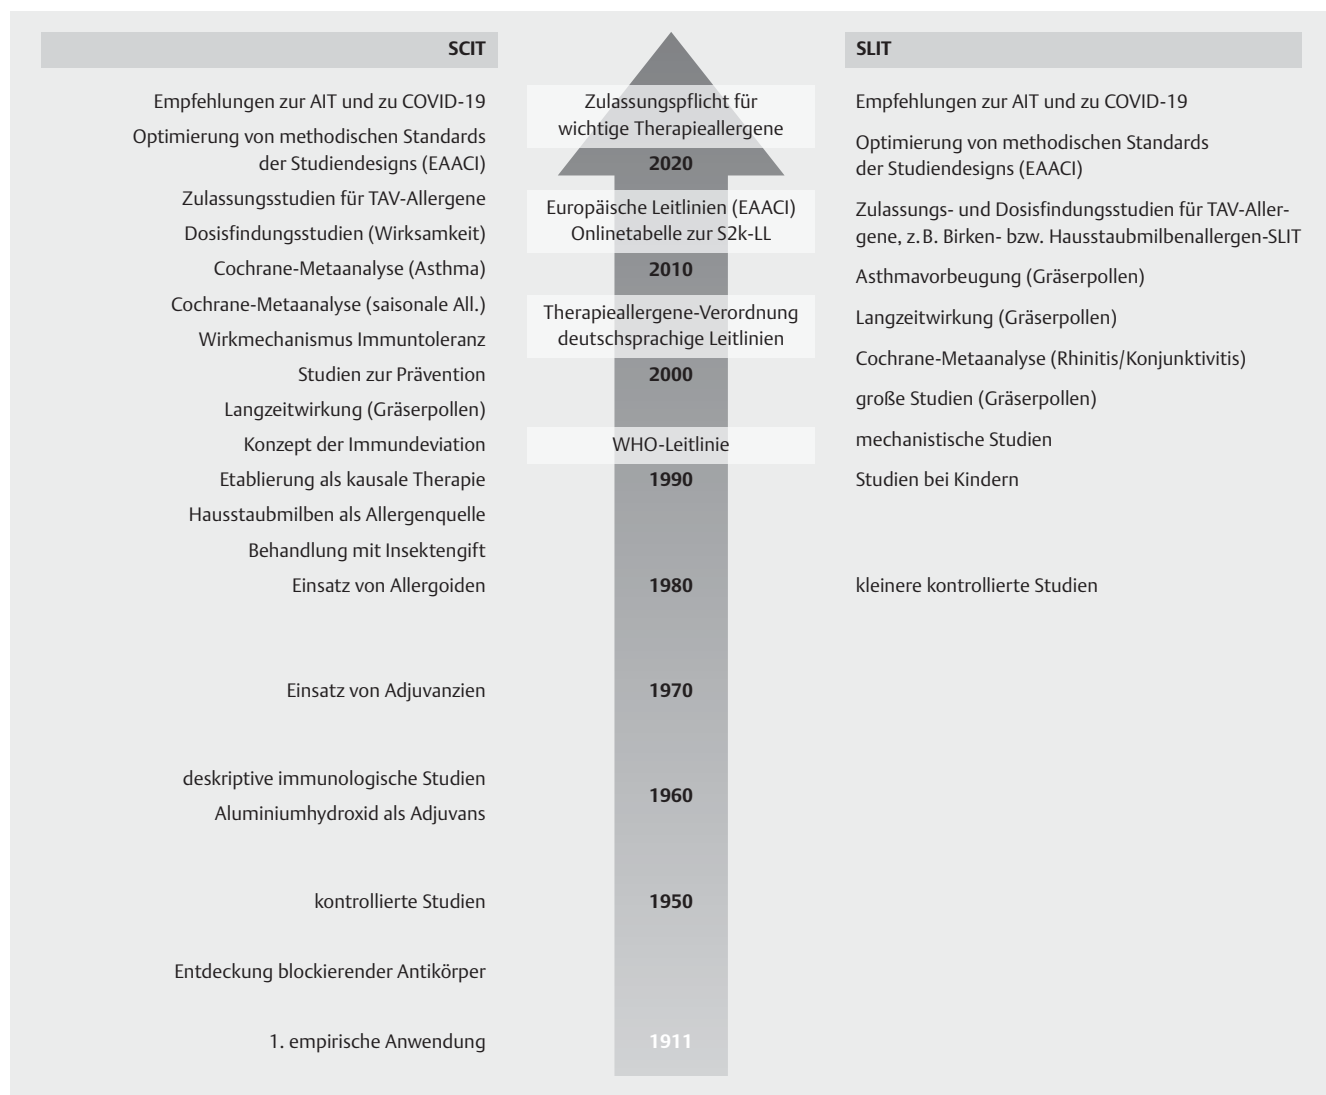 SCIT
Empfehlungen zur AIT und zu COVID-19
Optimierung von methodischen Standards
der Studiendesigns (EAACI)
Zulassungsstudien für TAV-Allergene
Dosisfindungsstudien (Wirksamkeit)
Cochrane-Metaanalyse (Asthma)
Cochrane-Metaanalyse (saisonale All.)
Wirkmechanismus Immuntoleranz
Studien zur Prävention
Langzeitwirkung (Gräserpollen)
Konzept der Immundeviation
Etablierung als kausale Therapie
Hausstaubmilben als Allergenquelle
Behandlung mit Insektengift
Einsatz von Allergoiden
Einsatz von Adjuvanzien
deskriptive immunologische Studien
Aluminiumhydroxid als Adjuvans
kontrollierte Studien
Entdeckung blockierender Antikörper
1. empirische Anwendung
Zulassungspflicht für
wichtige Therapieallergene
2020
Europäische Leitlinien (EAACI)
Onlinetabelle zur S2k-LL
2010
Therapieallergene-Verordnung
deutschsprachige Leitlinien
2000
WHO-Leitlinie
1990
1980
1970
1960
1950
1911
SLIT
Empfehlungen zur AIT und zu COVID-19
Optimierung von methodischen Standards
der Studiendesigns (EAACI)
Zulassungs- und Dosisfindungsstudien für TAV-Aller-
gene, z. B. Birken- bzw. Hausstaubmilbenallergen-SLIT
Asthmavorbeugung (Gräserpollen)
Langzeitwirkung (Gräserpollen)
Cochrane-Metaanalyse (Rhinitis/Konjunktivitis)
große Studien (Gräserpollen)
mechanistische Studien
Studien bei Kindern
kleinere kontrollierte Studien